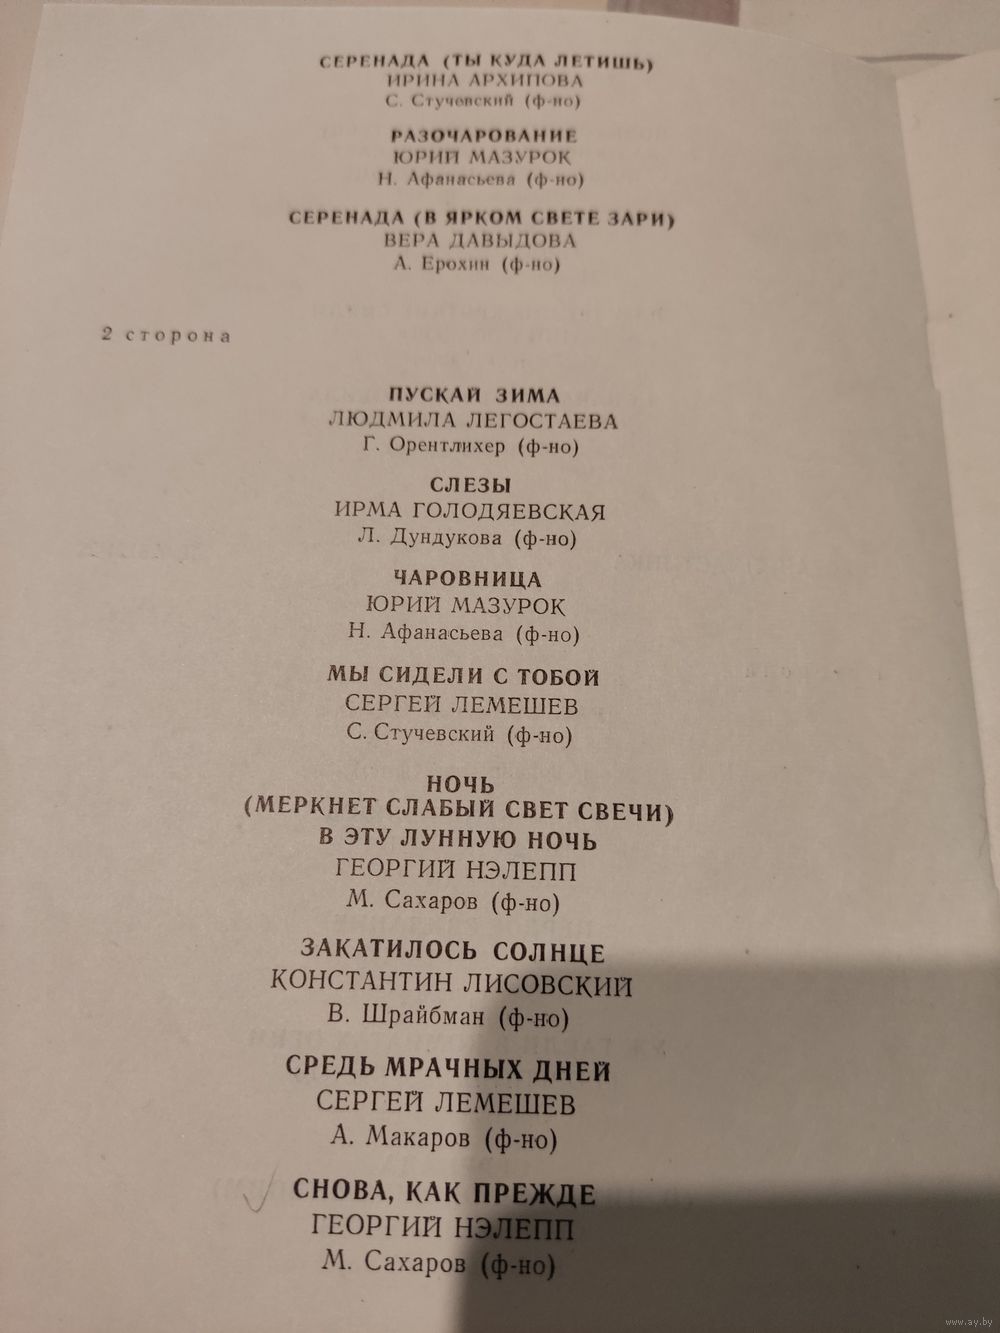 СЕРЕНАДА (ТЫ КУДА ЛЕТИШЬ)
ИРИНА АРХИПОВА
С. Стучевский (ф-но)
РАЗОЧАРОВАНИЕ
ЮРИЙ МАЗУРОК
Н. Афанасьева (ф-но)
СЕРЕНАДА (В ЯРКОМ СВЕТЕ ЗАРИ)
ВЕРА ДАВЫДОВА
А. Ерохин (ф-но)
2 сторона
ПУСКАЙ ЗИМА
ЛЮДМИЛА ЛЕГОСТАЕВА
Г. Орентлихер (ф-но)
СЛЕЗЫ
ИРМА ГОЛОДЯЕВСКАЯ
Л. Дундукова (ф-но)
ЧАРОВНИЦА
ЮРИЙ МАЗУРОК
Н. Афанасьева (ф-но)
МЫ СИДЕЛИ С ТОБОЙ
СЕРГЕЙ ЛЕМЕШЕВ
С. Стучевский (ф-но)
НОЧЬ
(МЕРКНЕТ СЛАБЫЙ СВЕТ СВЕЧИ)
В ЭТУ ЛУННУЮ НОЧЬ
ГЕОРГИЙ НЭЛЕПП
М. Сахаров (ф-но)
ЗАКАТИЛОСЬ СОЛНЦЕ
КОНСТАНТИН ЛИСОВСКИЙ
В. Шрайбман (ф-но)
СРЕДЬ МРАЧНЫХ ДНЕЙ
СЕРГЕЙ ЛЕМЕШЕВ
А. Макаров (ф-но)
СНОВА, КАК ПРЕЖДЕ
ГЕОРГИЙ НЭЛЕПП
М. Сахаров (ф-но)
www.ay.by